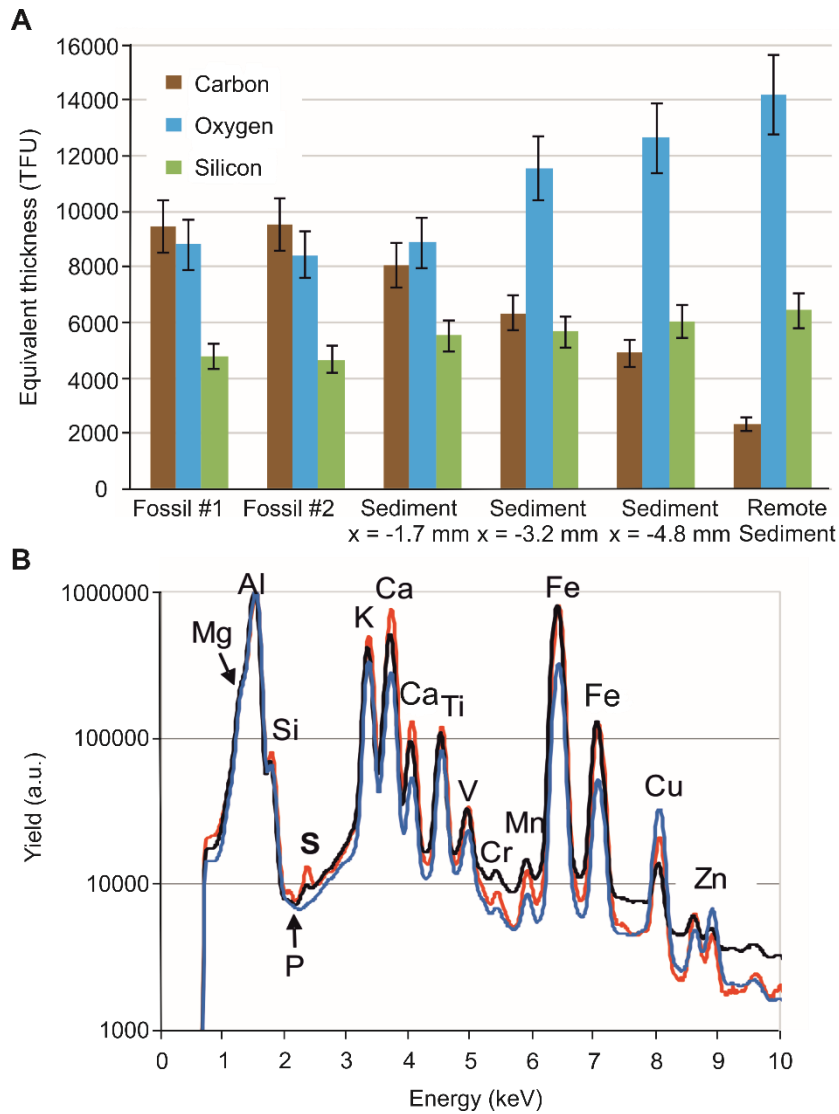 A
16000
14000
12000
10000
8000
6000
4000
2000
0
Equivalent thickness (TFU)
Carbon
Oxygen
Silicon
Fossil #1 Fossil #2 Sediment Sediment Sediment Remote
x = -1.7 mm x = -3.2 mm x = -4.8 mm Sediment
B
1000000
100000
10000
1000
Yield (a.u.)
Mg
Al
Si
S
P
K
Ca
Ca
Ti
V
Cr
Mn
Fe
Fe
Cu
Zn
0 1 2 3 4 5 6 7 8 9 10
Energy (keV)